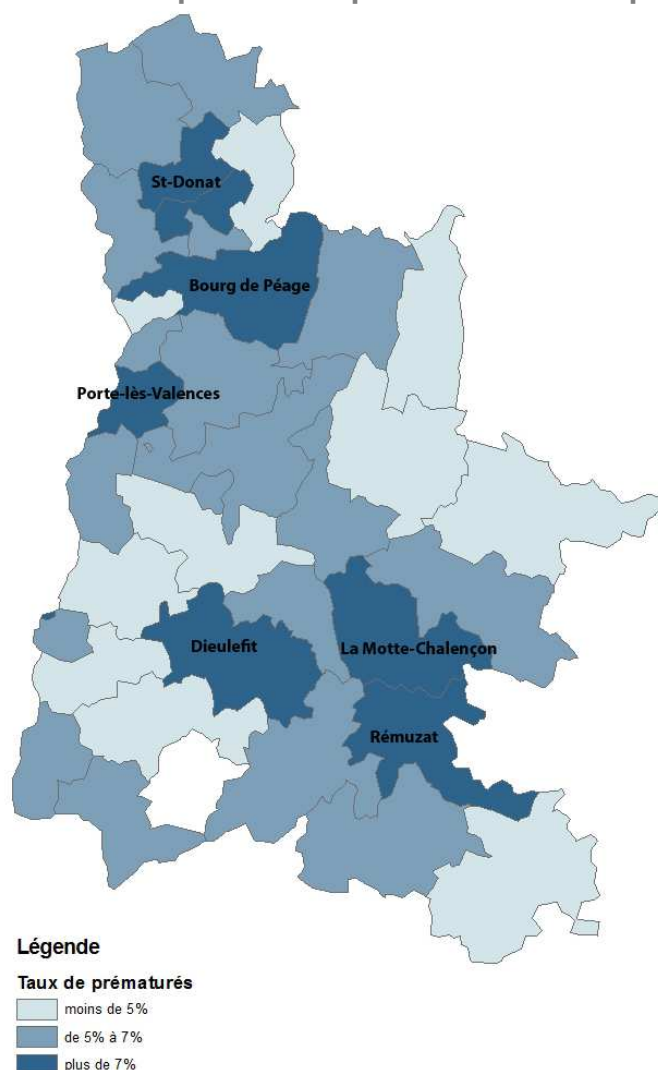 St-Donat
Bourg de Péage
Porte-lès-Valences
Dieulefit
La Motte-Chalençon
Rémuzat
Légende
Taux de prématurés
moins de 5%
de 5% à 7%
plus de 7%